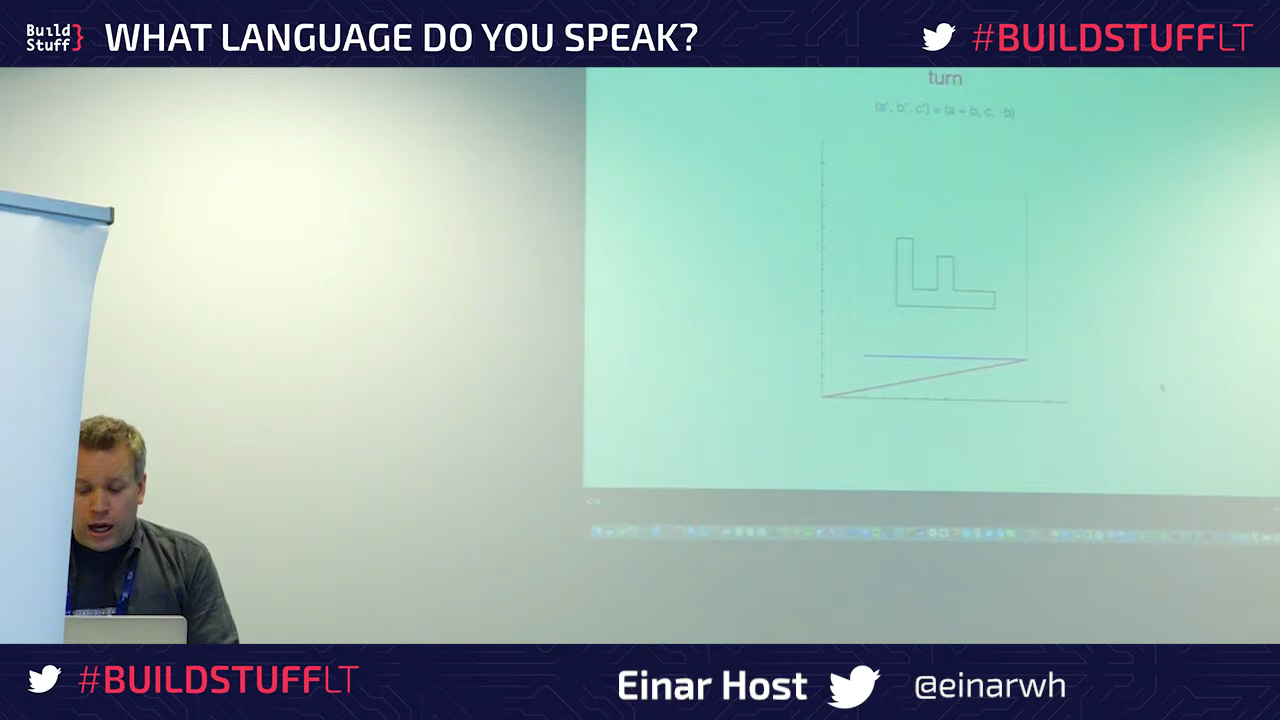 Build
Stuff}
WHAT LANGUAGE DO YOU SPEAK?
#BUILDSTUFFLT
turn
(a', b', c') = (a + b, c, -b)
#BUILDSTUFFLT
Einar Host
@einarwh